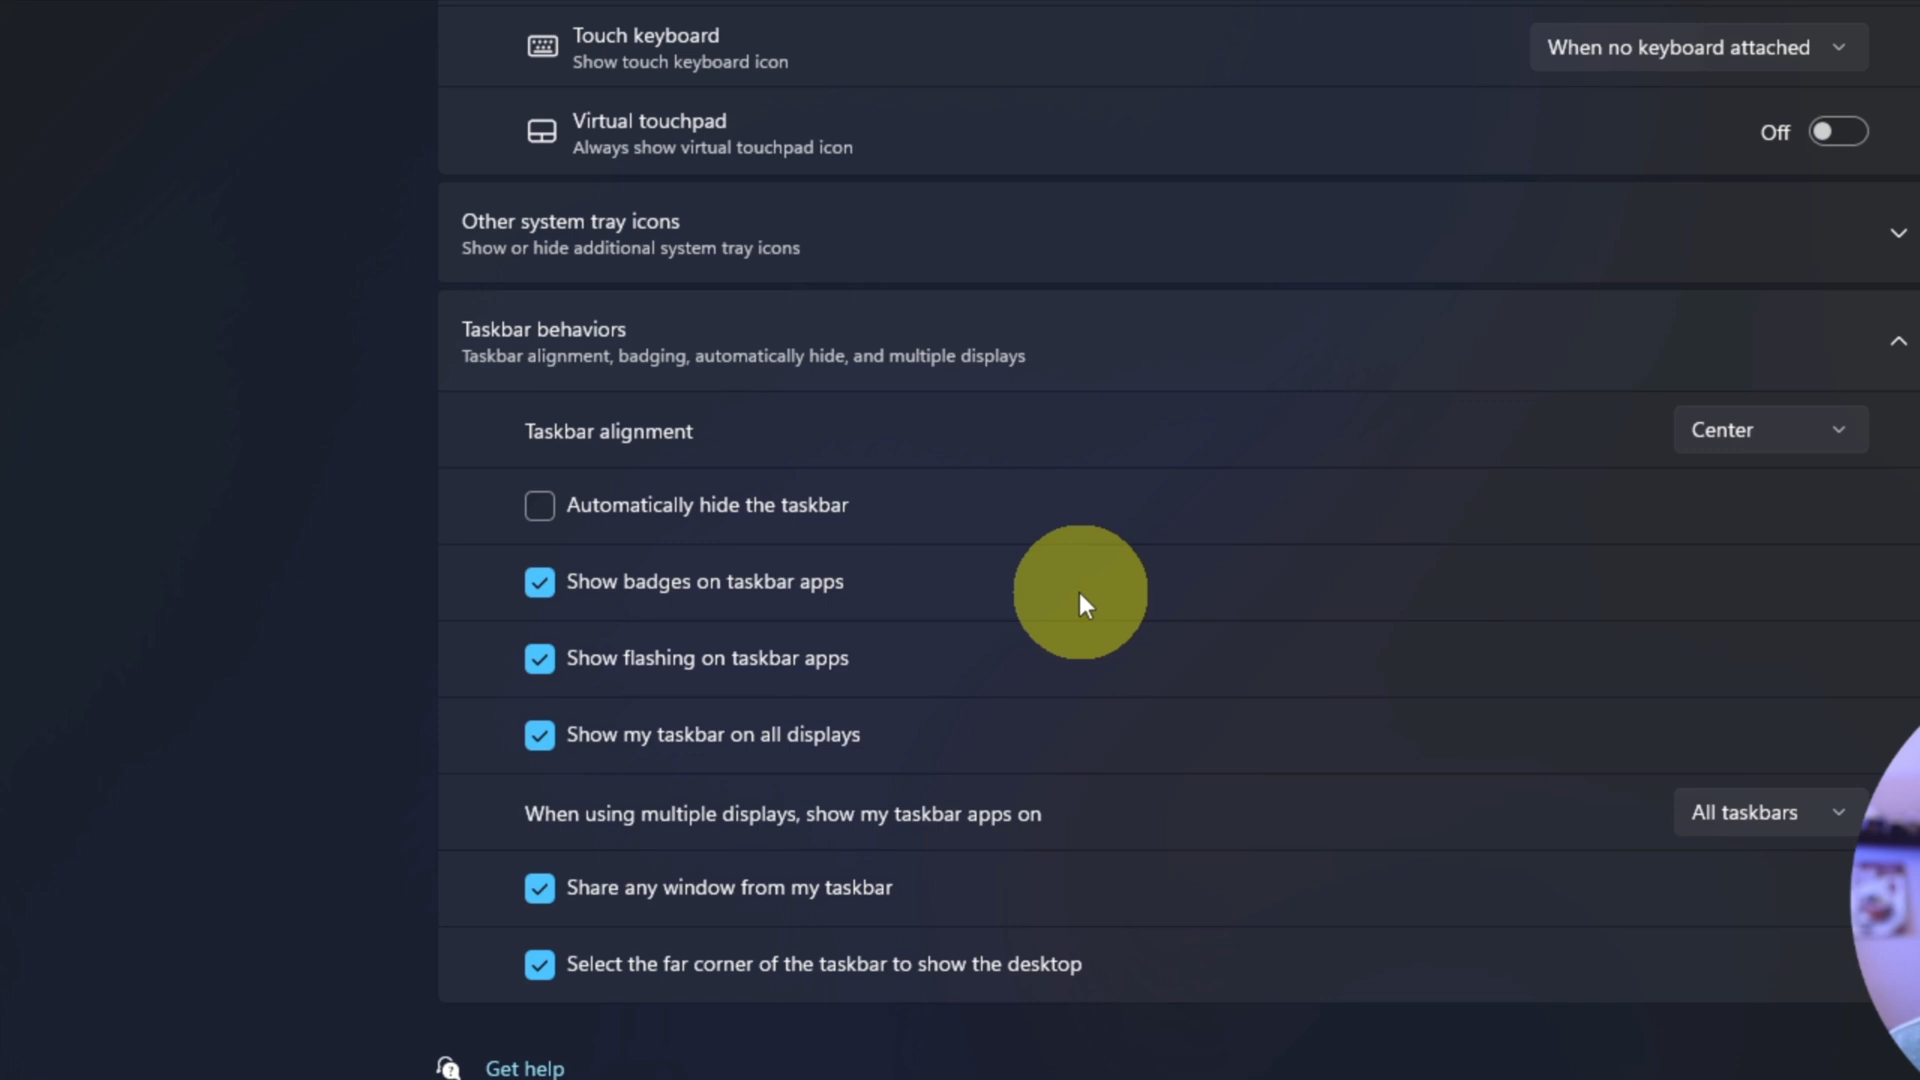 Touch keyboard
Show touch keyboard icon
When no keyboard attached
Virtual touchpad
Always show virtual touchpad icon
Off
Other system tray icons
Show or hide additional system tray icons
Taskbar behaviors
Taskbar alignment, badging, automatically hide, and multiple displays
Taskbar alignment
Center
Automatically hide the taskbar
Show badges on taskbar apps
Show flashing on taskbar apps
Show my taskbar on all displays
When using multiple displays, show my taskbar apps on
All taskbars
Share any window from my taskbar
Select the far corner of the taskbar to show the desktop
Get help